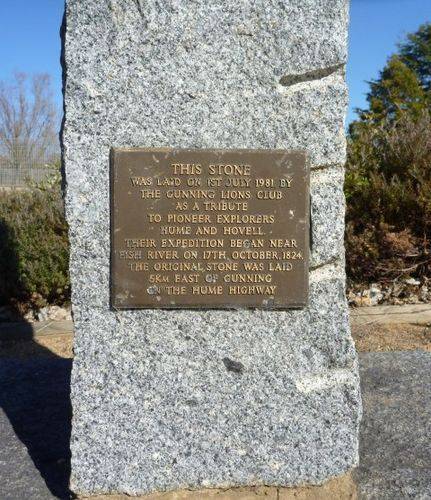 THIS STONE
WAS LAID ON 1ST JULY 1981 BY
THE GUNNING LIONS CLUB
AS A TRIBUTE
TO PIONEER EXPLORERS
HUME AND HOVELL.
THEIR EXPEDITION BEGAN NEAR
FISH RIVER ON 17TH, OCTOBER, 1824.
THE ORIGINAL STONE WAS LAID
5KM EAST OF GUNNING
ON THE HUME HIGHWAY